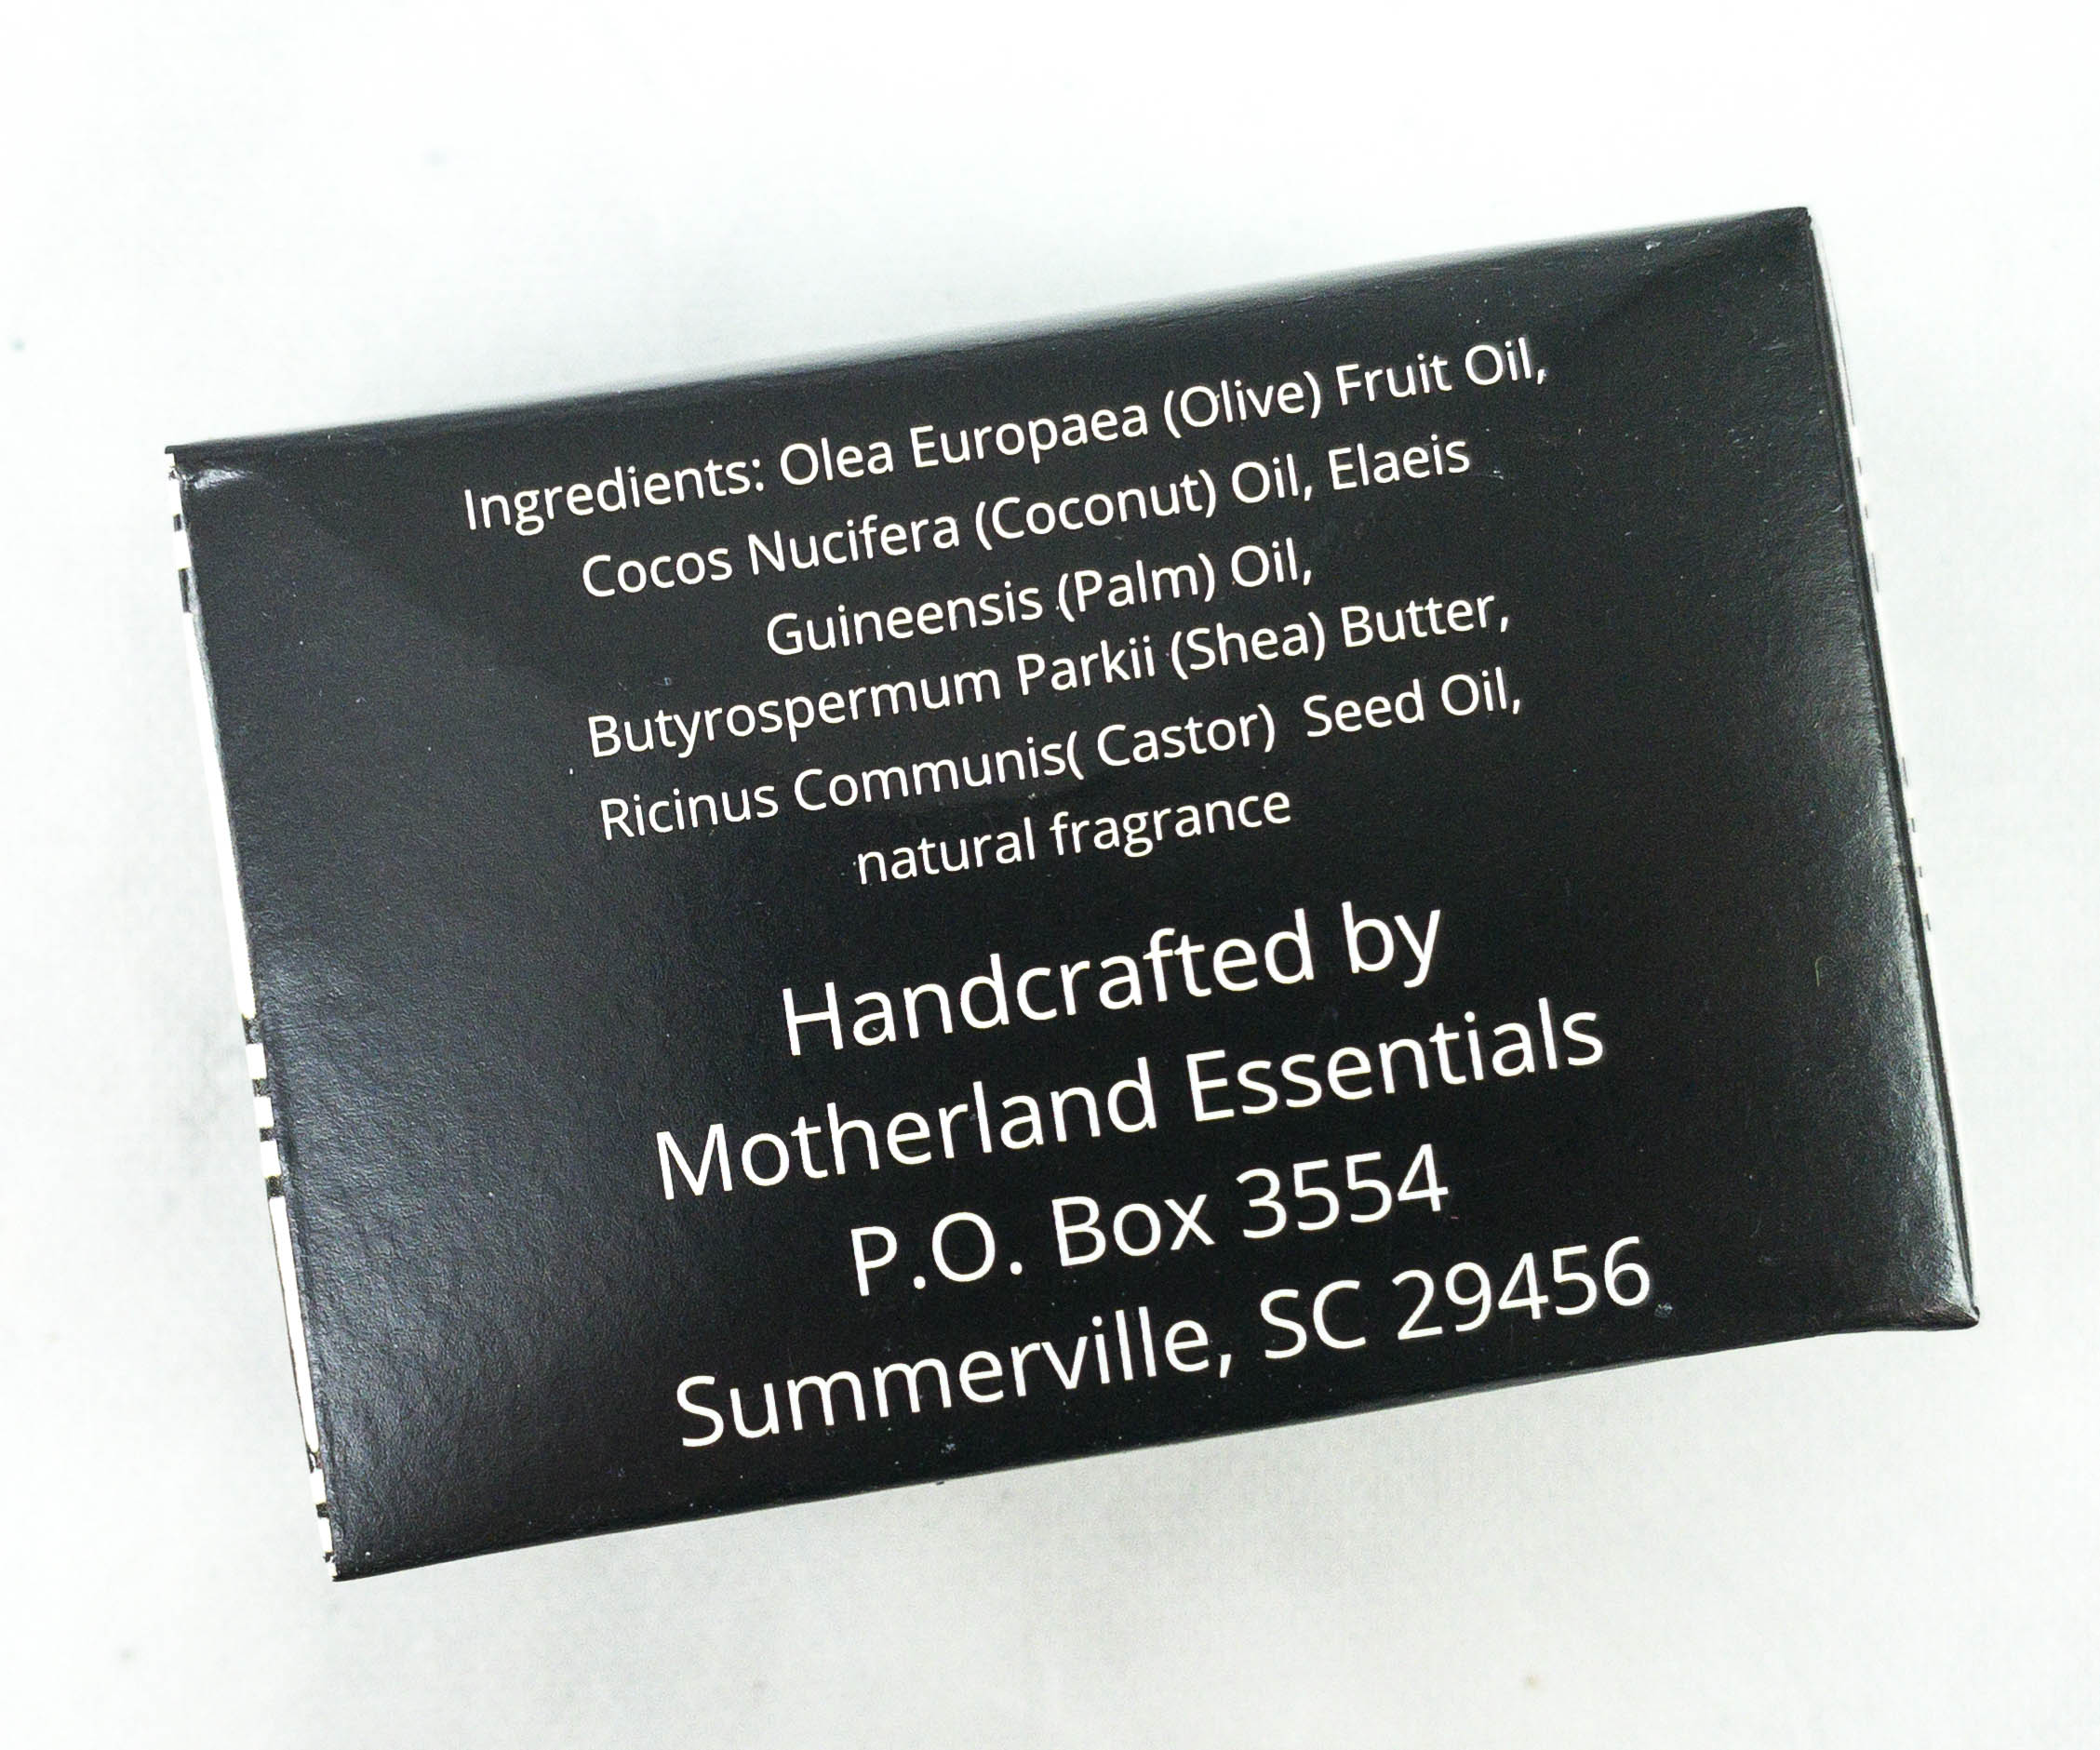 Ingredients: Olea Europaea (Olive) Fruit Oil,
Cocos Nucifera (Coconut) Oil, Elaeis
Guineensis (Palm) Oil,
Butyrospermum Parkii (Shea) Butter,
Ricinus Communis( Castor)  Seed Oil,
natural fragrance
Handcrafted by
Motherland Essentials
P.O. Box 3554
Summerville, SC 29456